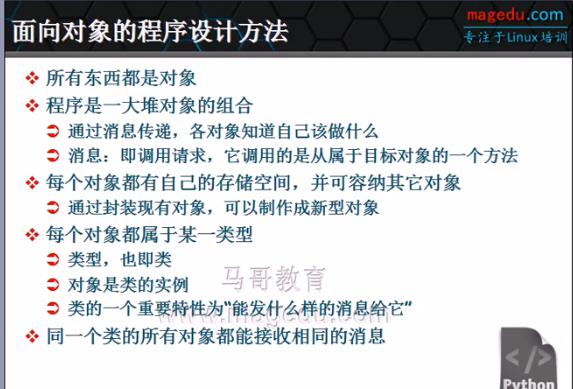 面向对象的程序设计方法
magedu.com
专注于Linux培训
所有东西都是对象
程序是一大堆对象的组合
通过消息传递，各对象知道自己该做什么
消息：即调用请求，它调用的是从属于目标对象的一个方法
每个对象都有自己的存储空间，并可容纳其它对象
通过封装现有对象，可以制作成新型对象
每个对象都属于某一类型
类型，也即类
对象是类的实例
类的一个重要特性为“能发什么样的消息给它”
同一个类的所有对象都能接收相同的消息
马哥教育
www.magedu.com
</>
Python